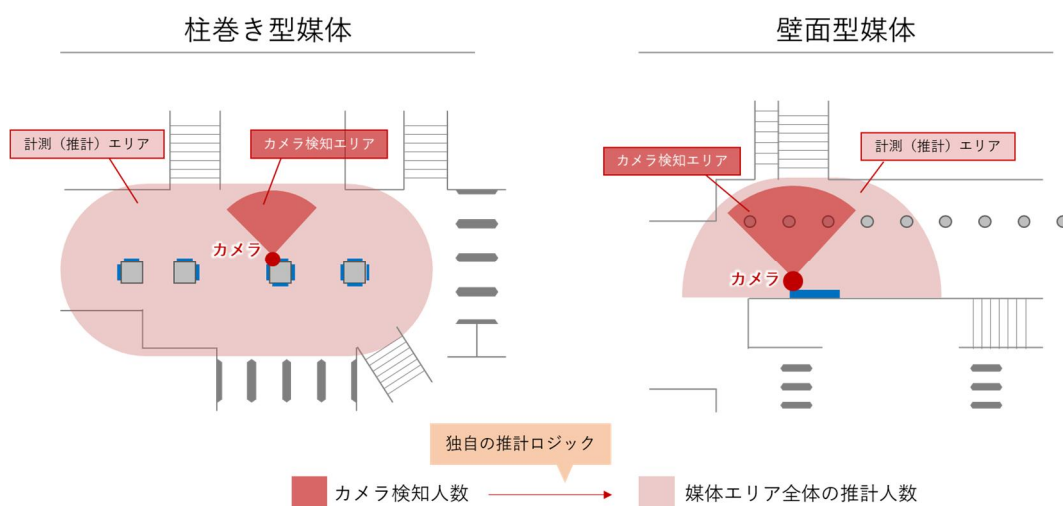 柱巻き型媒体
壁面型媒体
計測（推計）エリア
カメラ検知エリア
カメラ
カメラ検知エリア
計測（推計）エリア
カメラ
独自の推計ロジック
カメラ検知人数
媒体エリア全体の推計人数